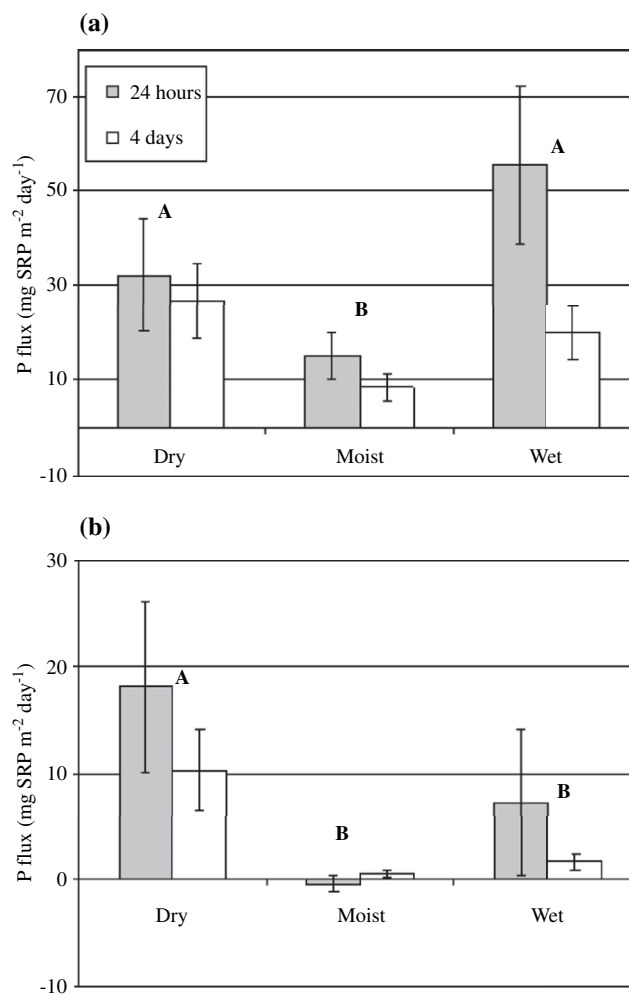 (a)
70
50
30
10
-10
P flux (mg SRP m⁻² day⁻¹)
24 hours
4 days
A
B
A
Dry Moist Wet
(b)
30
20
10
0
-10
P flux (mg SRP m⁻² day⁻¹)
A
B
B
Dry Moist Wet